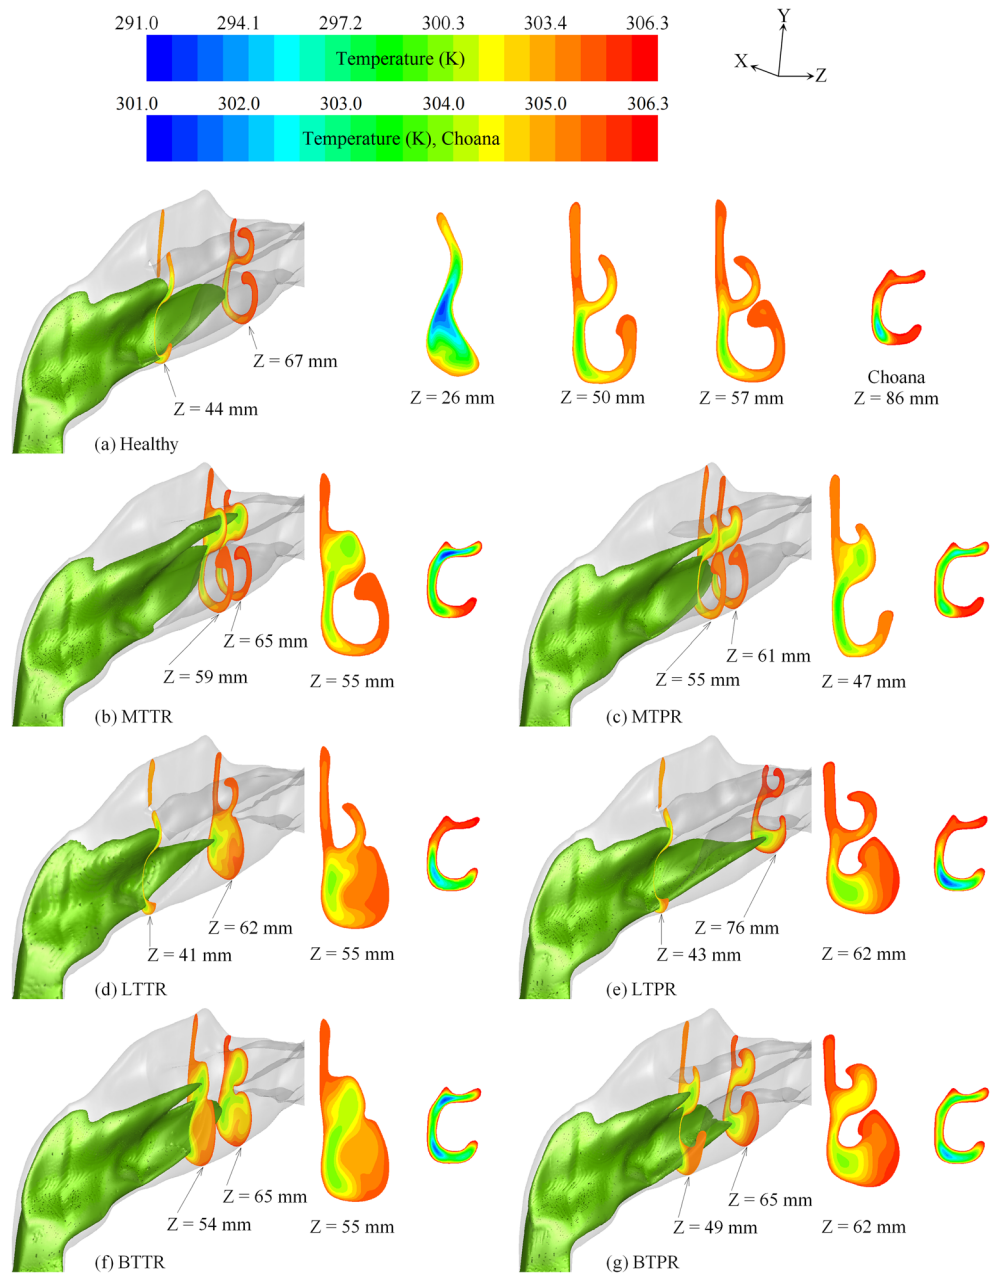 291.0 294.1 297.2 300.3 303.4 306.3
Temperature (K)
301.0 302.0 303.0 304.0 305.0 306.3
Temperature (K), Choana
Y
X
Z
Z = 67 mm
Z = 44 mm
Z = 26 mm
Z = 50 mm
Z = 57 mm
Choana
Z = 86 mm
(a) Healthy
Z = 65 mm
Z = 59 mm
Z = 55 mm
(b) MTTR
Z = 61 mm
Z = 55 mm
Z = 47 mm
(c) MTPR
Z = 62 mm
Z = 41 mm
Z = 55 mm
(d) LTTR
Z = 76 mm
Z = 43 mm
Z = 62 mm
(e) LTPR
Z = 65 mm
Z = 54 mm
Z = 55 mm
(f) BTTR
Z = 65 mm
Z = 49 mm
Z = 62 mm
(g) BTPR